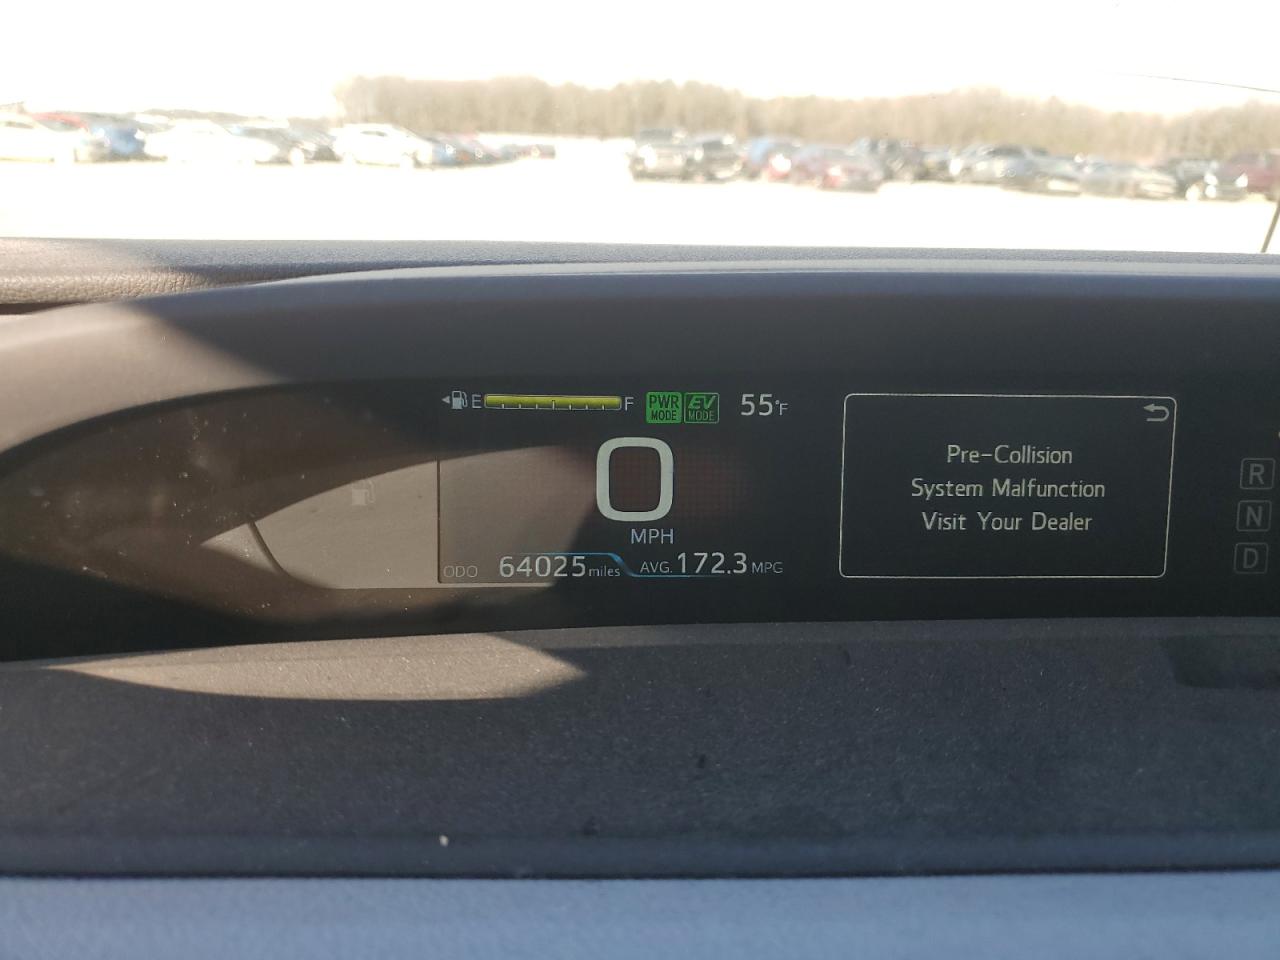 E F PWR MODE EV MODE 55°F
0
MPH
ODO 64025 miles AVG. 172.3 MPG
Pre-Collision
System Malfunction
Visit Your Dealer
R
N
D